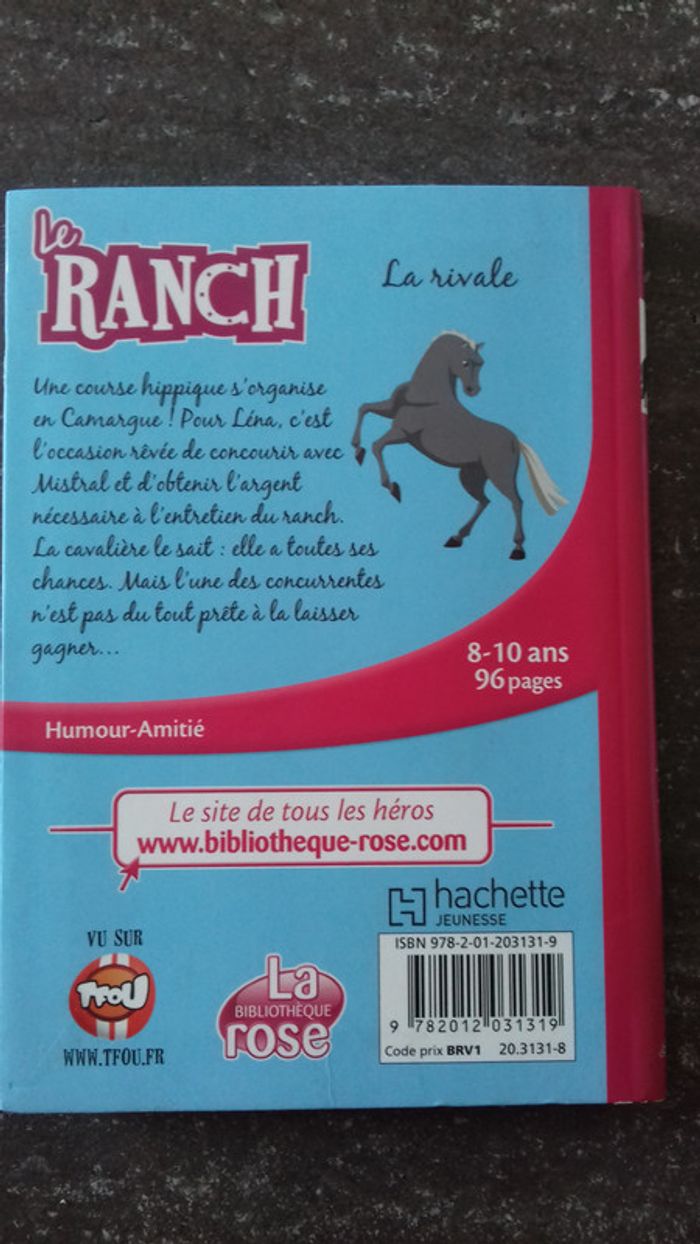 Le
RANCH
La rivale
Une course hippique s'organise
en Camargue ! Pour Léna, c'est
l'occasion rêvée de concourir avec
Mistral et d'obtenir l'argent
nécessaire à l'entretien du ranch.
La cavalière le sait : elle a toutes ses
chances. Mais l'une des concurrentes
n'est pas du tout prête à la laisser
gagner...
8-10 ans
96 pages
Humour-Amitié
Le site de tous les héros
www.bibliotheque-rose.com
hachette
JEUNESSE
VU SUR
TFOU
WWW.TFOU.FR
La
BIBLIOTHÈQUE
rose
ISBN 978-2-01-203131-9
9 782012 031319
Code prix BRV1 20.3131-8